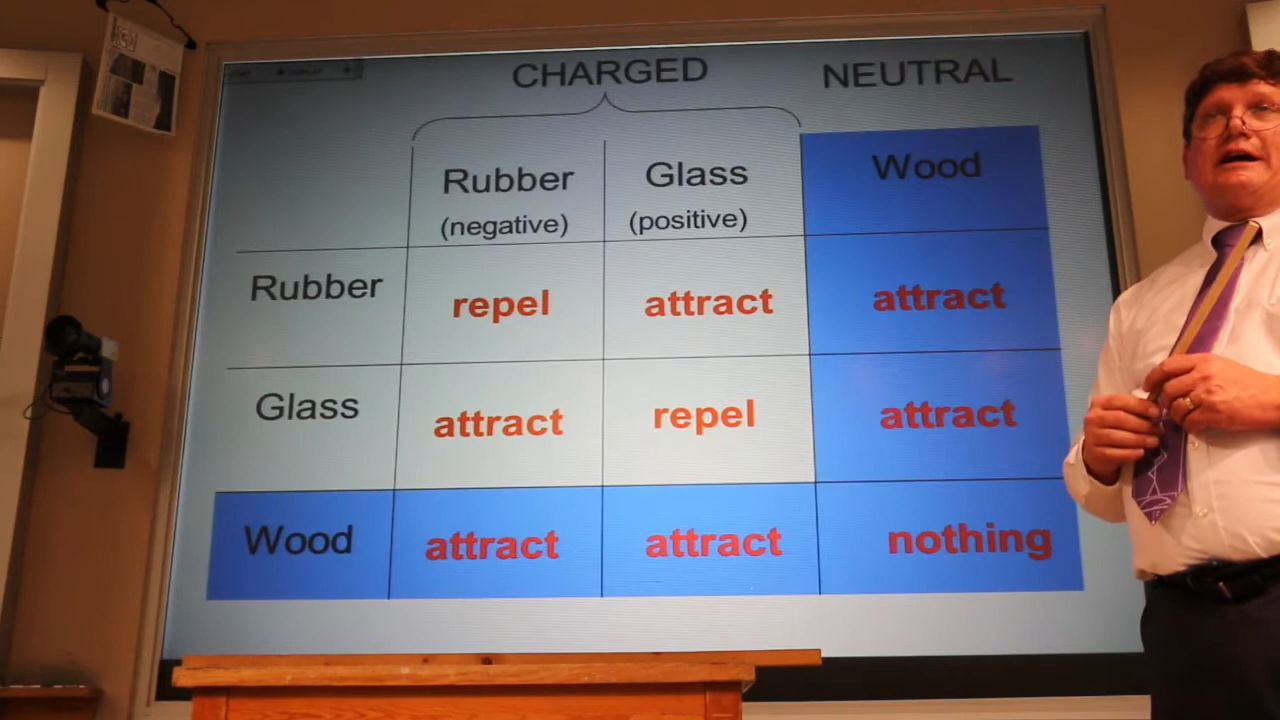 CHARGED NEUTRAL
Rubber Glass Wood
(negative) (positive)
Rubber repel attract attract
Glass attract repel attract
Wood attract attract nothing